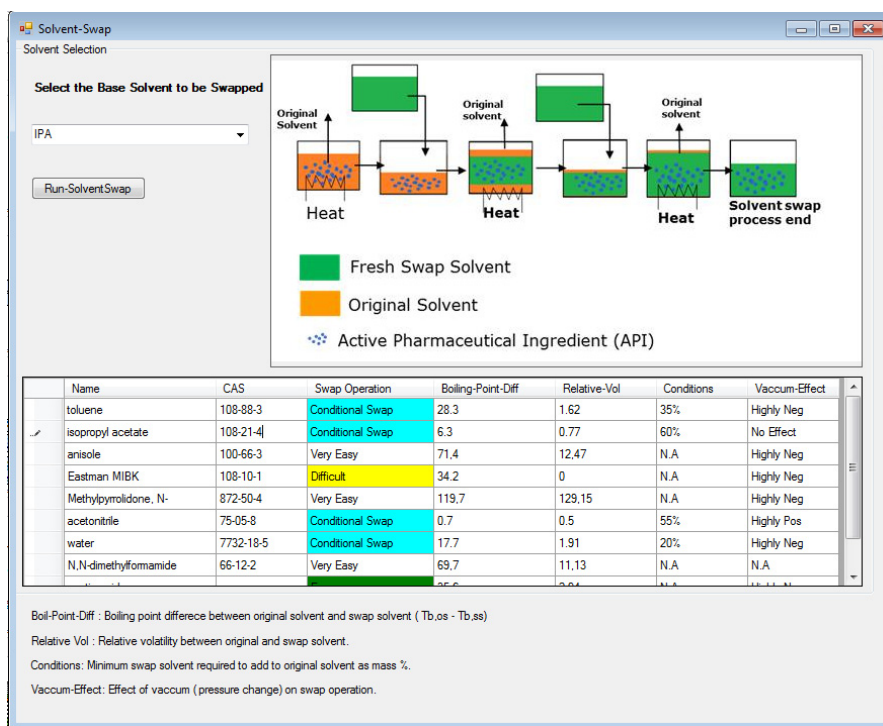 Solvent-Swap
Solvent Selection
Select the Base Solvent to be Swapped
IPA
Run-SolventSwap
Original
Solvent
Original
solvent
Original
solvent
Heat
Heat
Heat
Solvent swap
process end
Fresh Swap Solvent
Original Solvent
Active Pharmaceutical Ingredient (API)
Name CAS Swap Operation Boiling-Point-Diff Relative-Vol Conditions Vaccum-Effect
toluene 108-88-3 Conditional Swap 28.3 1.62 35% Highly Neg
isopropyl acetate 108-21-4 Conditional Swap 6.3 0.77 60% No Effect
anisole 100-66-3 Very Easy 71,4 12,47 N.A Highly Neg
Eastman MIBK 108-10-1 Difficult 34.2 0 N.A Highly Neg
Methylpyrrolidone, N- 872-50-4 Very Easy 119,7 129,15 N.A Highly Neg
acetonitrile 75-05-8 Conditional Swap 0.7 0.5 55% Highly Pos
water 7732-18-5 Conditional Swap 17.7 1.91 20% Highly Neg
N,N-dimethylformamide 66-12-2 Very Easy 69,7 11,13 N.A N.A
Boil-Point-Diff : Boiling point differece between original solvent and swap solvent ( Tb,os - Tb,ss)
Relative Vol : Relative volatility between original and swap solvent.
Conditions: Minimum swap solvent required to add to original solvent as mass %.
Vaccum-Effect: Effect of vaccum ( pressure change) on swap operation.